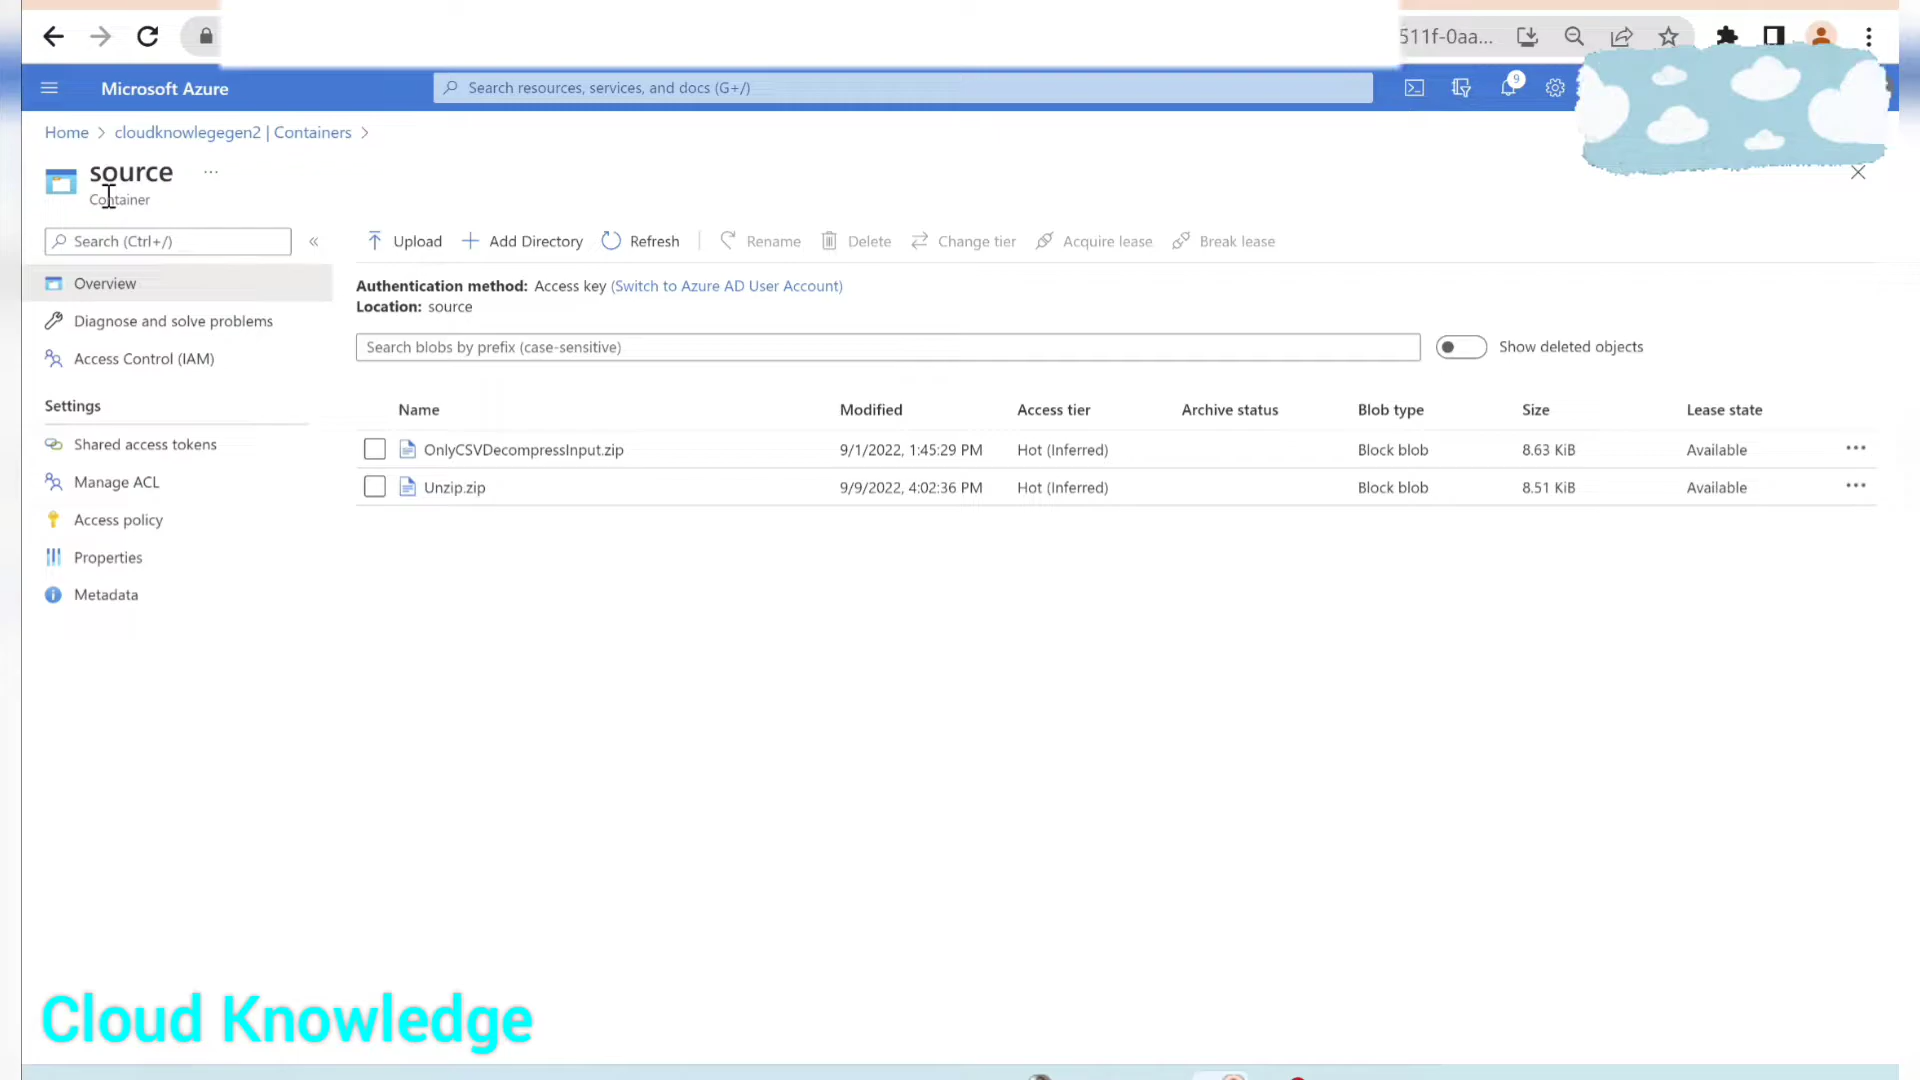 511f-0aa...
Microsoft Azure
Search resources, services, and docs (G+/)
9
Home > cloudknowlegegen2 | Containers >
source ...
Container
Search (Ctrl+/) «
Upload + Add Directory Refresh Rename Delete Change tier Acquire lease Break lease
Overview
Diagnose and solve problems
Access Control (IAM)
Settings
Shared access tokens
Manage ACL
Access policy
Properties
Metadata
Authentication method: Access key (Switch to Azure AD User Account)
Location: source
Search blobs by prefix (case-sensitive)
Show deleted objects
Name Modified Access tier Archive status Blob type Size Lease state
OnlyCSVDecompressInput.zip 9/1/2022, 1:45:29 PM Hot (Inferred) Block blob 8.63 KiB Available ...
Unzip.zip 9/9/2022, 4:02:36 PM Hot (Inferred) Block blob 8.51 KiB Available ...
Cloud Knowledge